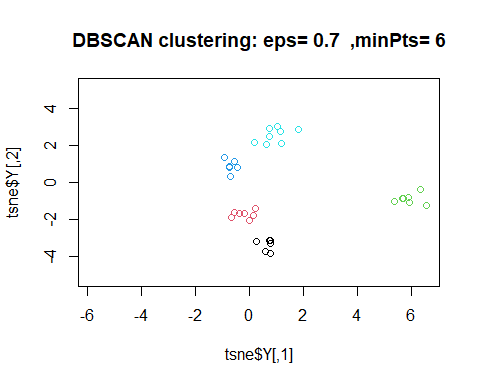 DBSCAN clustering: eps= 0.7  ,minPts= 6
tsne$Y[,2]
4
2
0
-2
-4
-6 -4 -2 0 2 4 6
tsne$Y[,1]